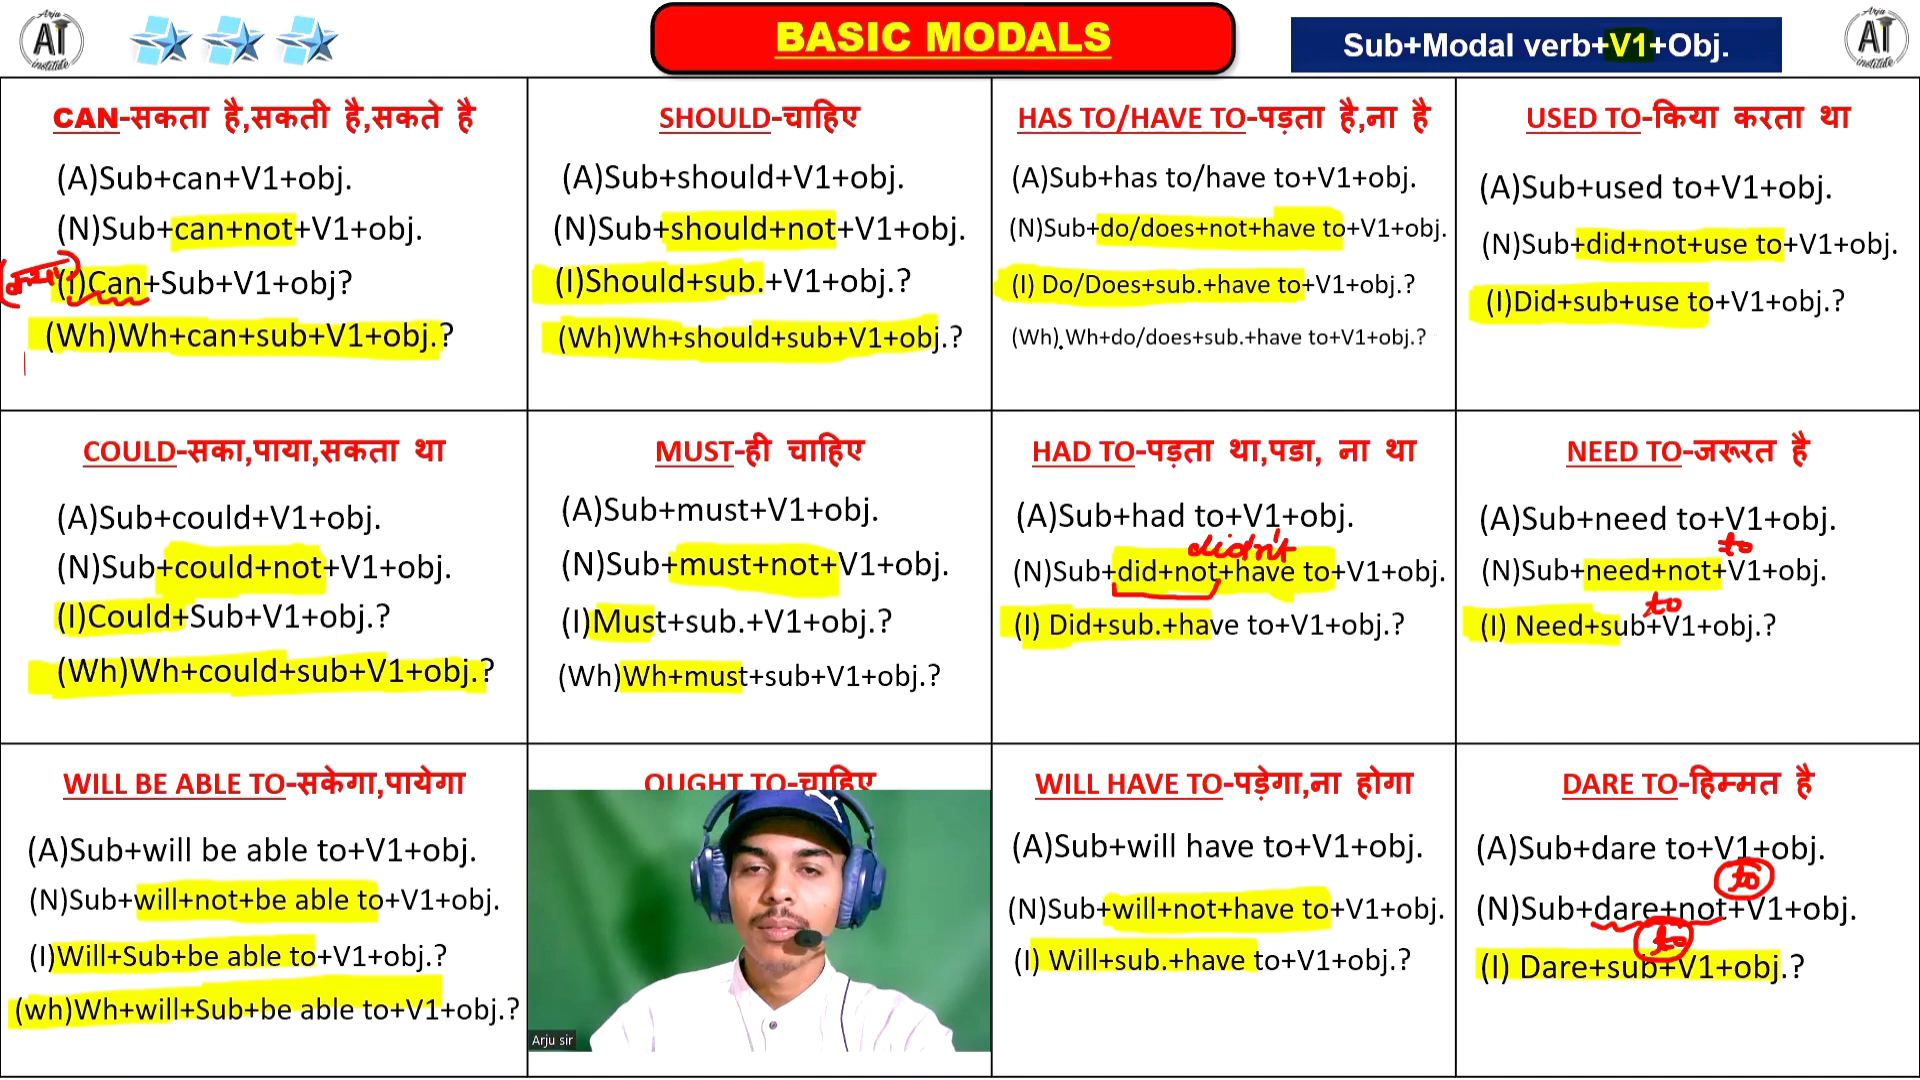 Arju
AT
institute
BASIC MODALS
Sub+Modal verb+V1+Obj.
Arju
AT
institute
CAN-सकता है,सकती है,सकते है
(A)Sub+can+V1+obj.
(N)Sub+can+not+V1+obj.
(I)Can+Sub+V1+obj?
(Wh)Wh+can+sub+V1+obj.?
SHOULD-चाहिए
(A)Sub+should+V1+obj.
(N)Sub+should+not+V1+obj.
(I)Should+sub.+V1+obj.?
(Wh)Wh+should+sub+V1+obj.?
HAS TO/HAVE TO-पड़ता है,ना है
(A)Sub+has to/have to+V1+obj.
(N)Sub+do/does+not+have to+V1+obj.
(I) Do/Does+sub.+have to+V1+obj.?
(Wh).Wh+do/does+sub.+have to+V1+obj.?
USED TO-किया करता था
(A)Sub+used to+V1+obj.
(N)Sub+did+not+use to+V1+obj.
(I)Did+sub+use to+V1+obj.?
COULD-सका,पाया,सकता था
(A)Sub+could+V1+obj.
(N)Sub+could+not+V1+obj.
(I)Could+Sub+V1+obj.?
(Wh)Wh+could+sub+V1+obj.?
MUST-ही चाहिए
(A)Sub+must+V1+obj.
(N)Sub+must+not+V1+obj.
(I)Must+sub.+V1+obj.?
(Wh)Wh+must+sub+V1+obj.?
HAD TO-पड़ता था,पडा, ना था
(A)Sub+had to+V1+obj.
didn't
(N)Sub+did+not+have to+V1+obj.
(I) Did+sub.+have to+V1+obj.?
NEED TO-जरूरत है
(A)Sub+need to+V1+obj.
to
(N)Sub+need+not+V1+obj.
to
(I) Need+sub+V1+obj.?
WILL BE ABLE TO-सकेगा,पायेगा
(A)Sub+will be able to+V1+obj.
(N)Sub+will+not+be able to+V1+obj.
(I)Will+Sub+be able to+V1+obj.?
(wh)Wh+will+Sub+be able to+V1+obj.?
OUGHT TO-चाहिए
Arju sir
WILL HAVE TO-पड़ेगा,ना होगा
(A)Sub+will have to+V1+obj.
(N)Sub+will+not+have to+V1+obj.
(I) Will+sub.+have to+V1+obj.?
DARE TO-हिम्मत है
(A)Sub+dare to+V1+obj.
to
(N)Sub+dare+not+V1+obj.
to
(I) Dare+sub+V1+obj.?